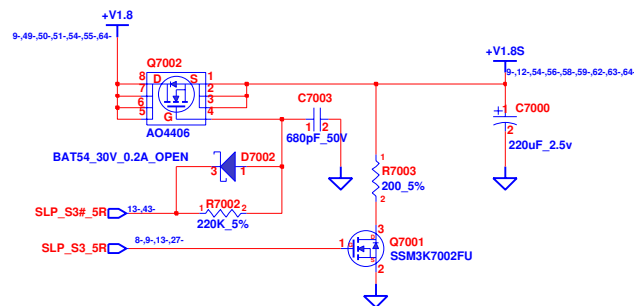 +V1.8
9-,49-,50-,51-,54-,55-,64-
+V1.8S
9-,12-,54-,56-,58-,59-,62-,63-,64-
Q7002
8 D S 1
7 2
6 3
5 G 4
AO4406
C7003
1 2
680pF_50V
C7000
1
2
220uF_2.5v
BAT54_30V_0.2A_OPEN
D7002
3 1
R7003
1
200_5%
2
SLP_S3#_5R
13-,43-
R7002
1 2
220K_5%
SLP_S3_5R
8-,9-,13-,27-
Q7001
3
1
2
SSM3K7002FU